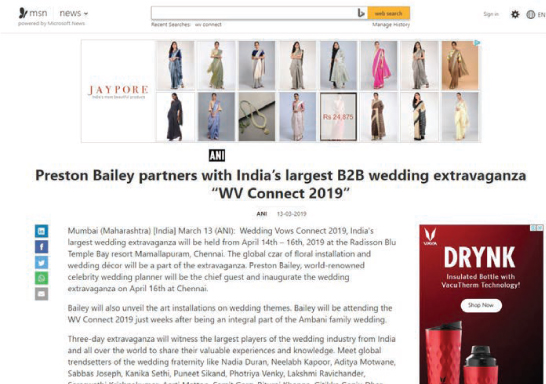 msn | news
powered by Microsoft News
web search
Recent Searches: wv connect
Manage History
Sign in
EN
JAYPORE
India's most beautiful products
Rs 24,875
ANI
Preston Bailey partners with India's largest B2B wedding extravaganza
"WV Connect 2019"
ANI 13-03-2019
Mumbai (Maharashtra) [India] March 13 (ANI): Wedding Vows Connect 2019, India's
largest wedding extravaganza will be held from April 14th - 16th, 2019 at the Radisson Blu
Temple Bay resort Mamallapuram, Chennai. The global czar of floral installation and
wedding décor will be a part of the extravaganza. Preston Bailey, world-renowned
celebrity wedding planner will be the chief guest and inaugurate the wedding
extravaganza on April 16th at Chennai.
Bailey will also unveil the art installations on wedding themes. Bailey will be attending the
WV Connect 2019 just weeks after being an integral part of the Ambani family wedding.
Three-day extravaganza will witness the largest players of the wedding industry from India
and all over the world to share their valuable experiences and knowledge. Meet global
trendsetters of the wedding fraternity like Nadia Duran, Neelabh Kapoor, Aditya Motwane,
Sabbas Joseph, Kanika Sethi, Puneet Sikand, Photriya Venky, Lakshmi Ravichander,
VAYA
DRYNK
Insulated Bottle with
VacuTherm Technology!
Shop Now